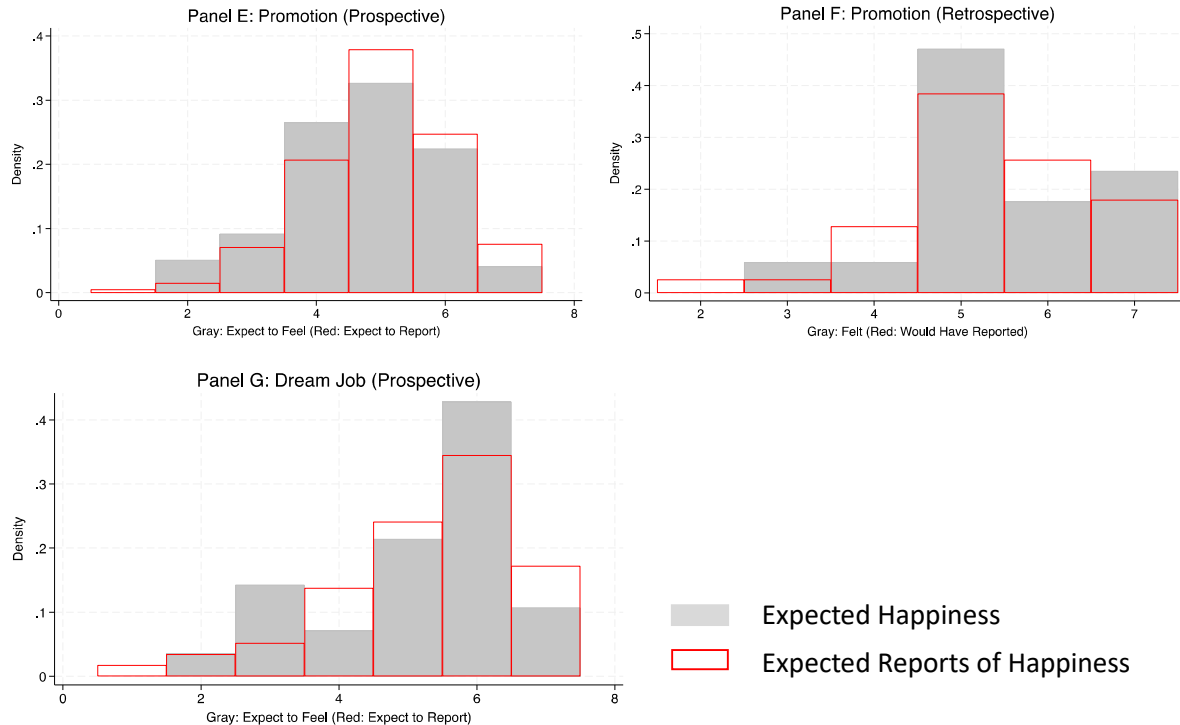 Panel E: Promotion (Prospective)
.4
.3
.2
.1
0
Density
0 2 4 6 8
Gray: Expect to Feel (Red: Expect to Report)
Panel F: Promotion (Retrospective)
.5
.4
.3
.2
.1
0
Density
2 3 4 5 6 7
Gray: Felt (Red: Would Have Reported)
Panel G: Dream Job (Prospective)
.4
.3
.2
.1
0
Density
0 2 4 6 8
Gray: Expect to Feel (Red: Expect to Report)
Expected Happiness
Expected Reports of Happiness